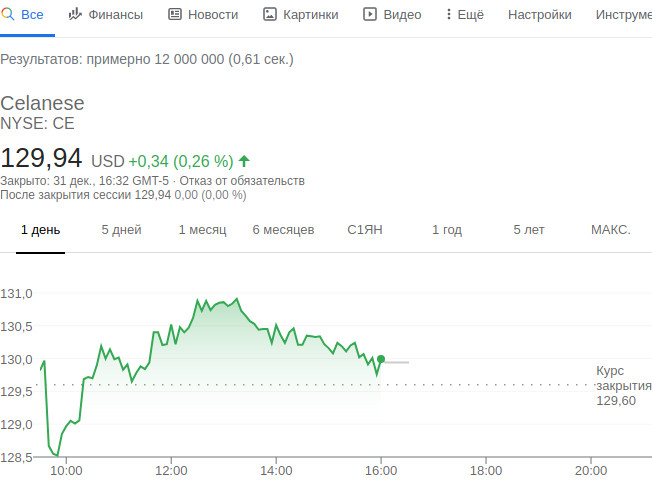 Все Финансы Новости Картинки Видео Ещё Настройки Инструме
Результатов: примерно 12 000 000 (0,61 сек.)
Celanese
NYSE: CE
129,94 USD +0,34 (0,26 %)
Закрыто: 31 дек., 16:32 GMT-5 · Отказ от обязательств
После закрытия сессии 129,94 0,00 (0,00 %)
1 день 5 дней 1 месяц 6 месяцев С1ЯН 1 год 5 лет МАКС.
131,0
130,5
130,0
129,5
129,0
128,5
Курс
закрытия
129,60
10:00 12:00 14:00 16:00 18:00 20:00